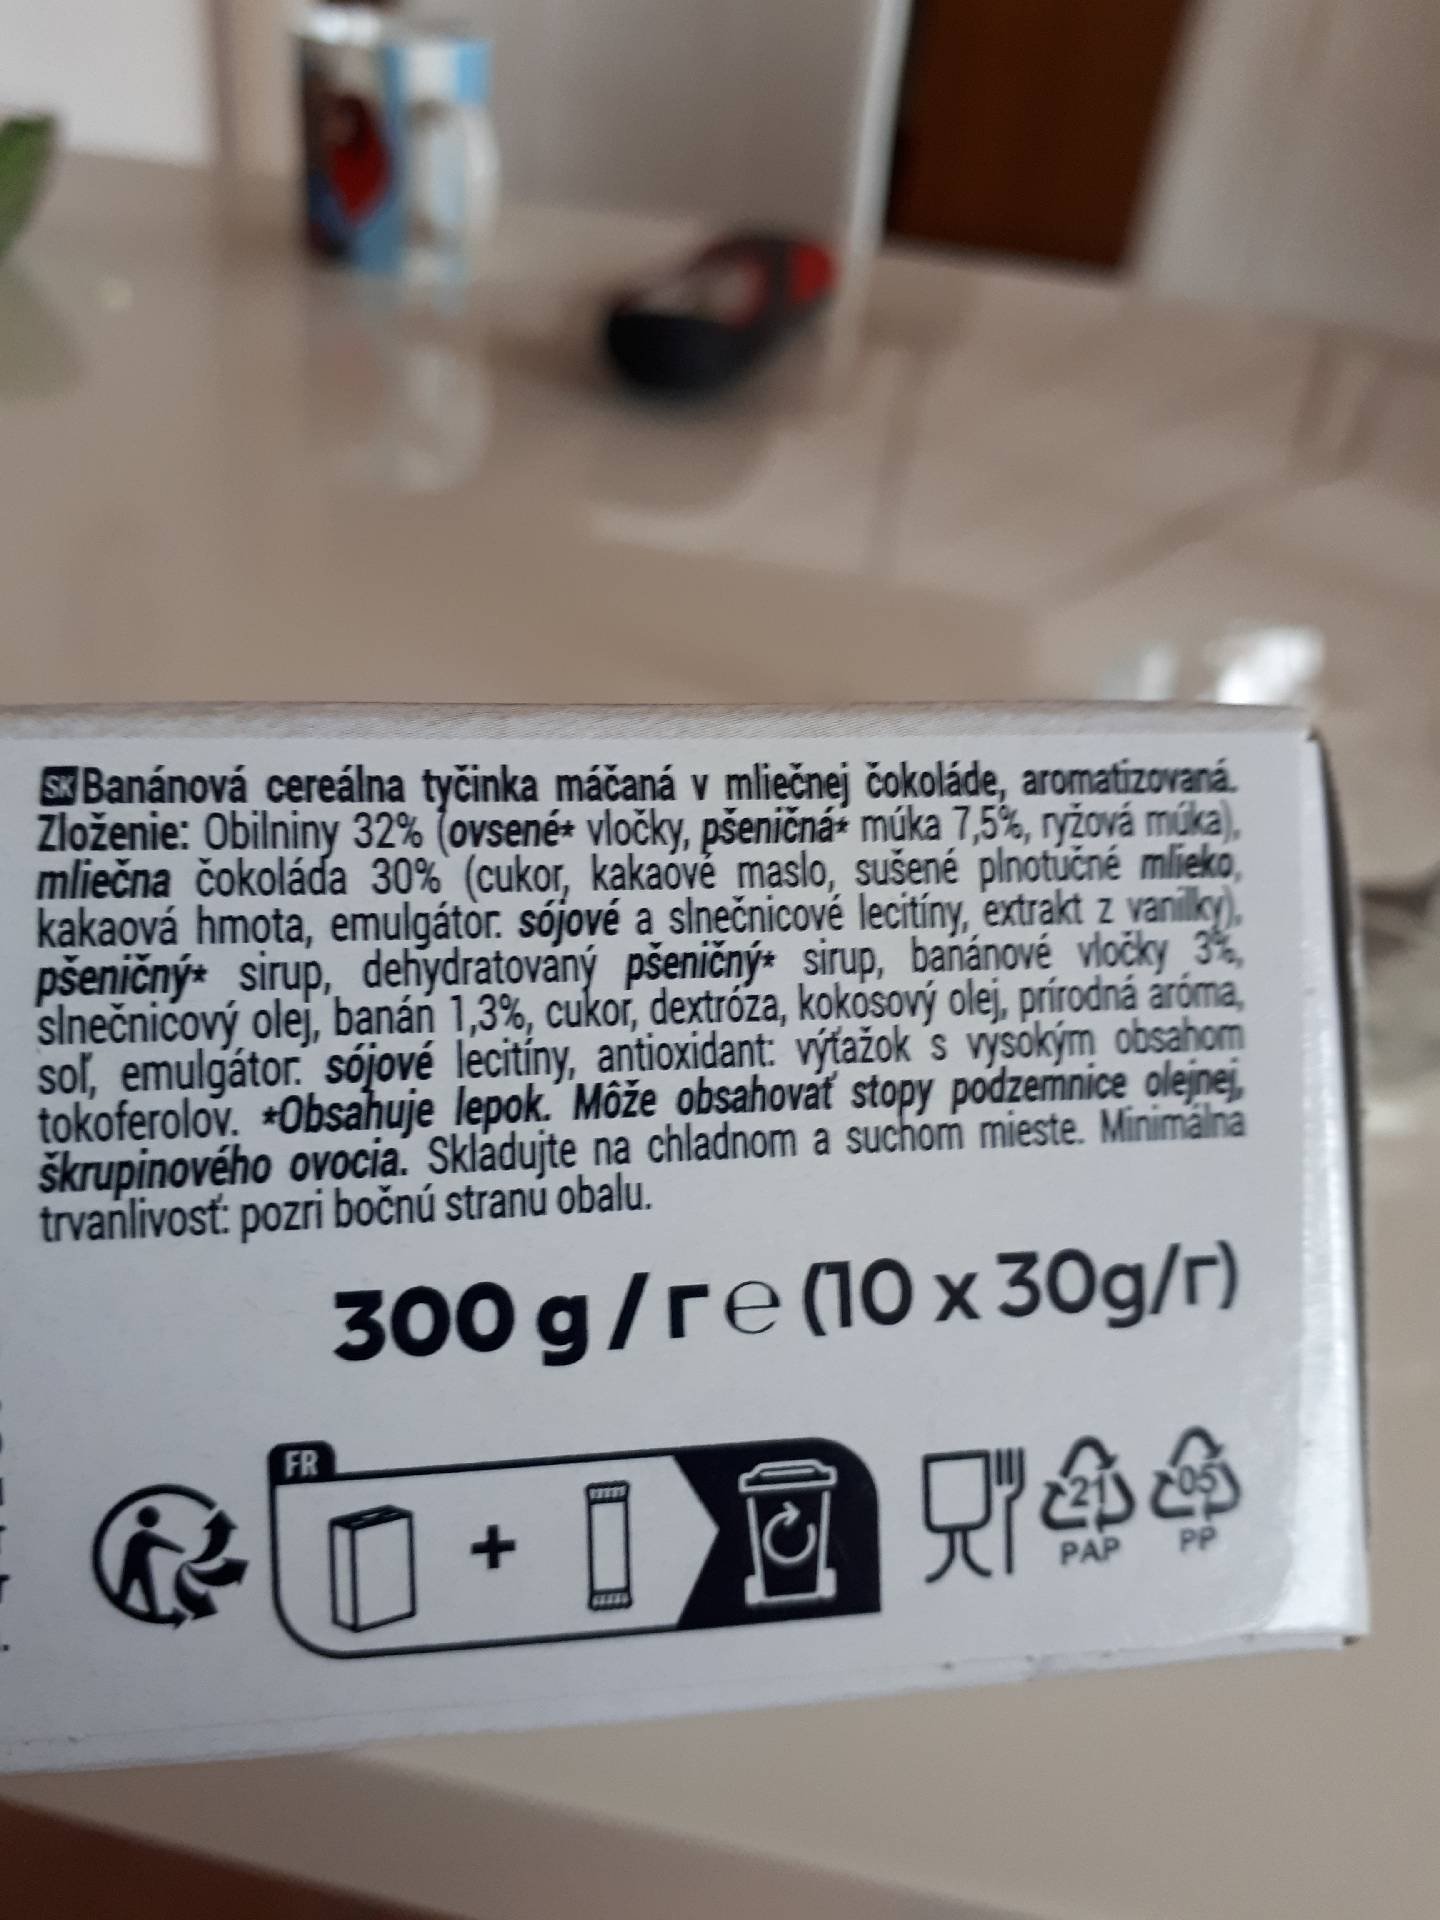 SK Banánová cereálna tyčinka máčaná v mliečnej čokoláde, aromatizovaná.
Zloženie: Obilniny 32% (ovsené* vločky, pšeničná* múka 7,5%, ryžová múka),
mliečna čokoláda 30% (cukor, kakaové maslo, sušené plnotučné mlieko,
kakaová hmota, emulgátor: sójové a slnečnicové lecitíny, extrakt z vanilky),
pšeničný* sirup, dehydratovaný pšeničný* sirup, banánové vločky 3%,
slnečnicový olej, banán 1,3%, cukor, dextróza, kokosový olej, prírodná aróma,
soľ, emulgátor: sójové lecitíny, antioxidant: výťažok s vysokým obsahom
tokoferolov. *Obsahuje lepok. Môže obsahovať stopy podzemnice olejnej,
škrupinového ovocia. Skladujte na chladnom a suchom mieste. Minimálna
trvanlivosť: pozri bočnú stranu obalu.
300 g/г e (10 x 30g/г)
FR
21
PAP
05
PP